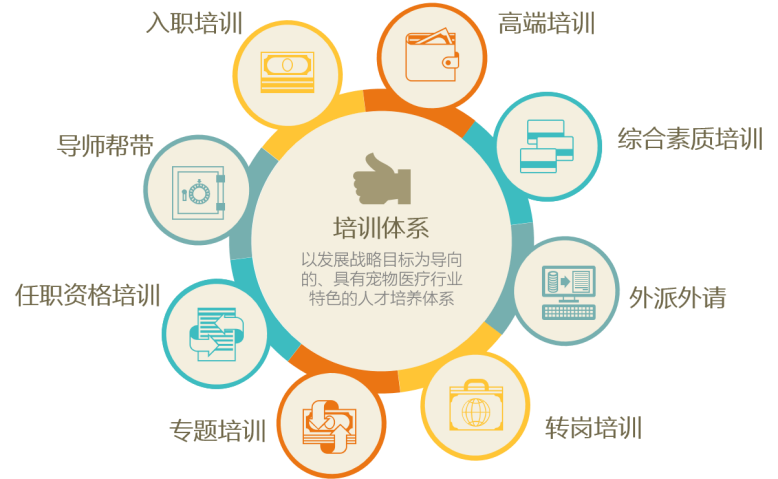 入职培训
高端培训
导师帮带
综合素质培训
培训体系
以发展战略目标为导向
的、具有宠物医疗行业
特色的人才培养体系
任职资格培训
外派外请
专题培训
转岗培训